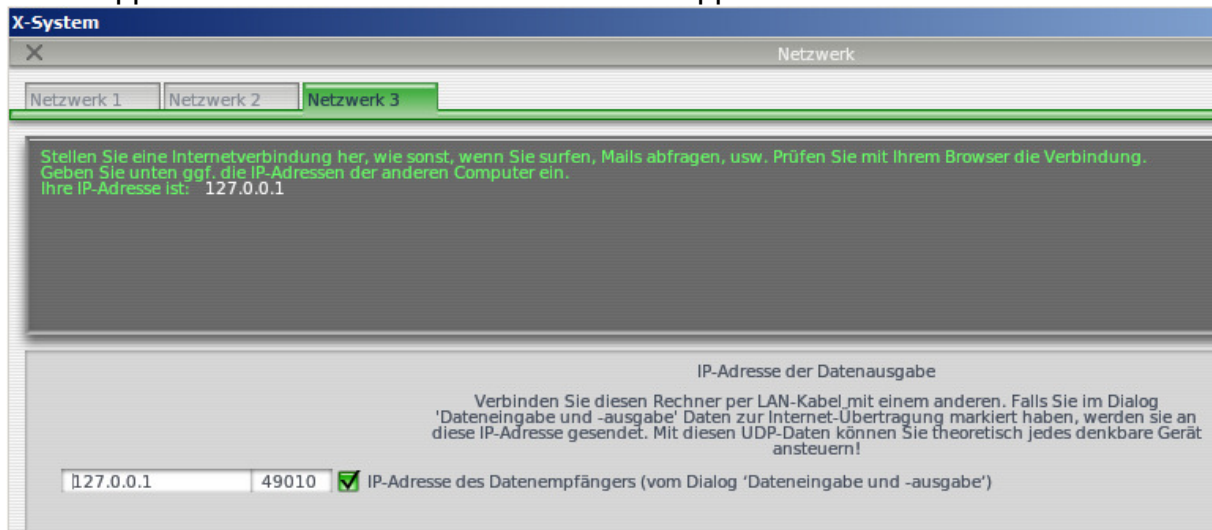 X-System
Netzwerk
Netzwerk 1 Netzwerk 2 Netzwerk 3
Stellen Sie eine Internetverbindung her, wie sonst, wenn Sie surfen, Mails abfragen, usw. Prüfen Sie mit Ihrem Browser die Verbindung.
Geben Sie unten ggf. die IP-Adressen der anderen Computer ein.
Ihre IP-Adresse ist: 127.0.0.1
IP-Adresse der Datenausgabe
Verbinden Sie diesen Rechner per LAN-Kabel mit einem anderen. Falls Sie im Dialog
'Dateneingabe und -ausgabe' Daten zur Internet-Übertragung markiert haben, werden sie an
diese IP-Adresse gesendet. Mit diesen UDP-Daten können Sie theoretisch jedes denkbare Gerät
ansteuern!
127.0.0.1 49010 IP-Adresse des Datenempfängers (vom Dialog ‘Dateneingabe und -ausgabe’)